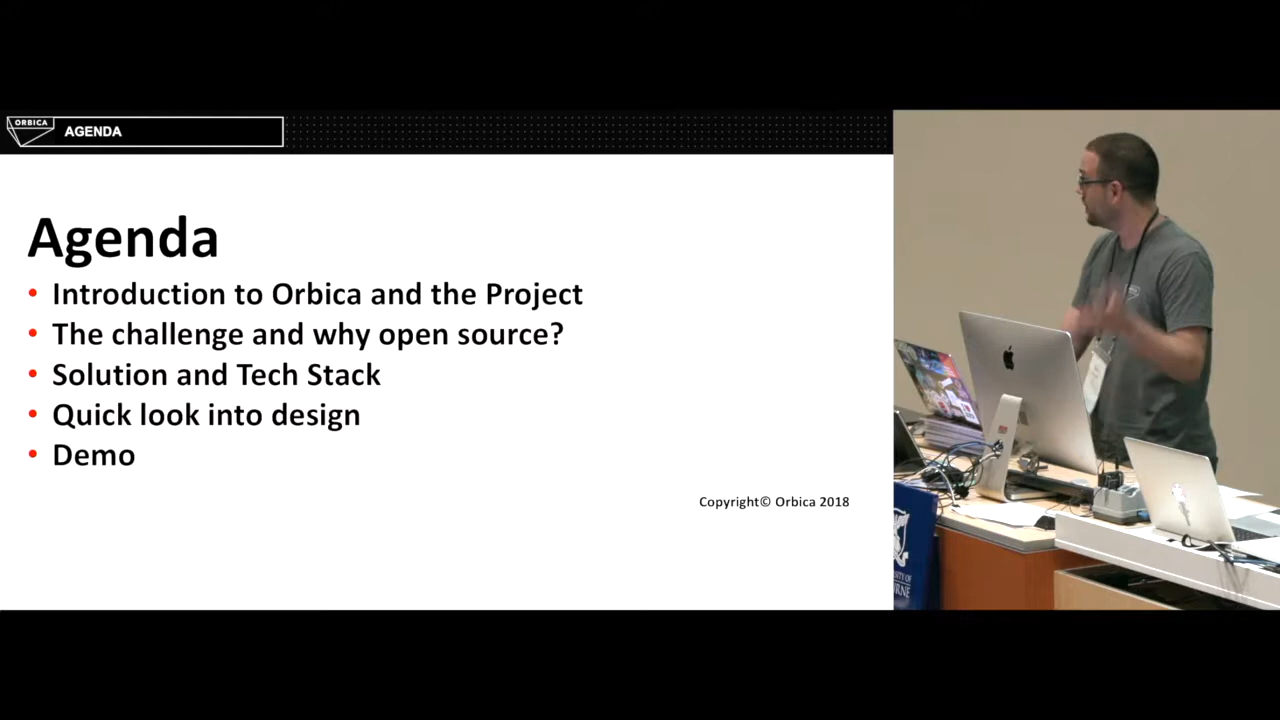 ORBICA
AGENDA
Agenda
• Introduction to Orbica and the Project
• The challenge and why open source?
• Solution and Tech Stack
• Quick look into design
• Demo
Copyright© Orbica 2018